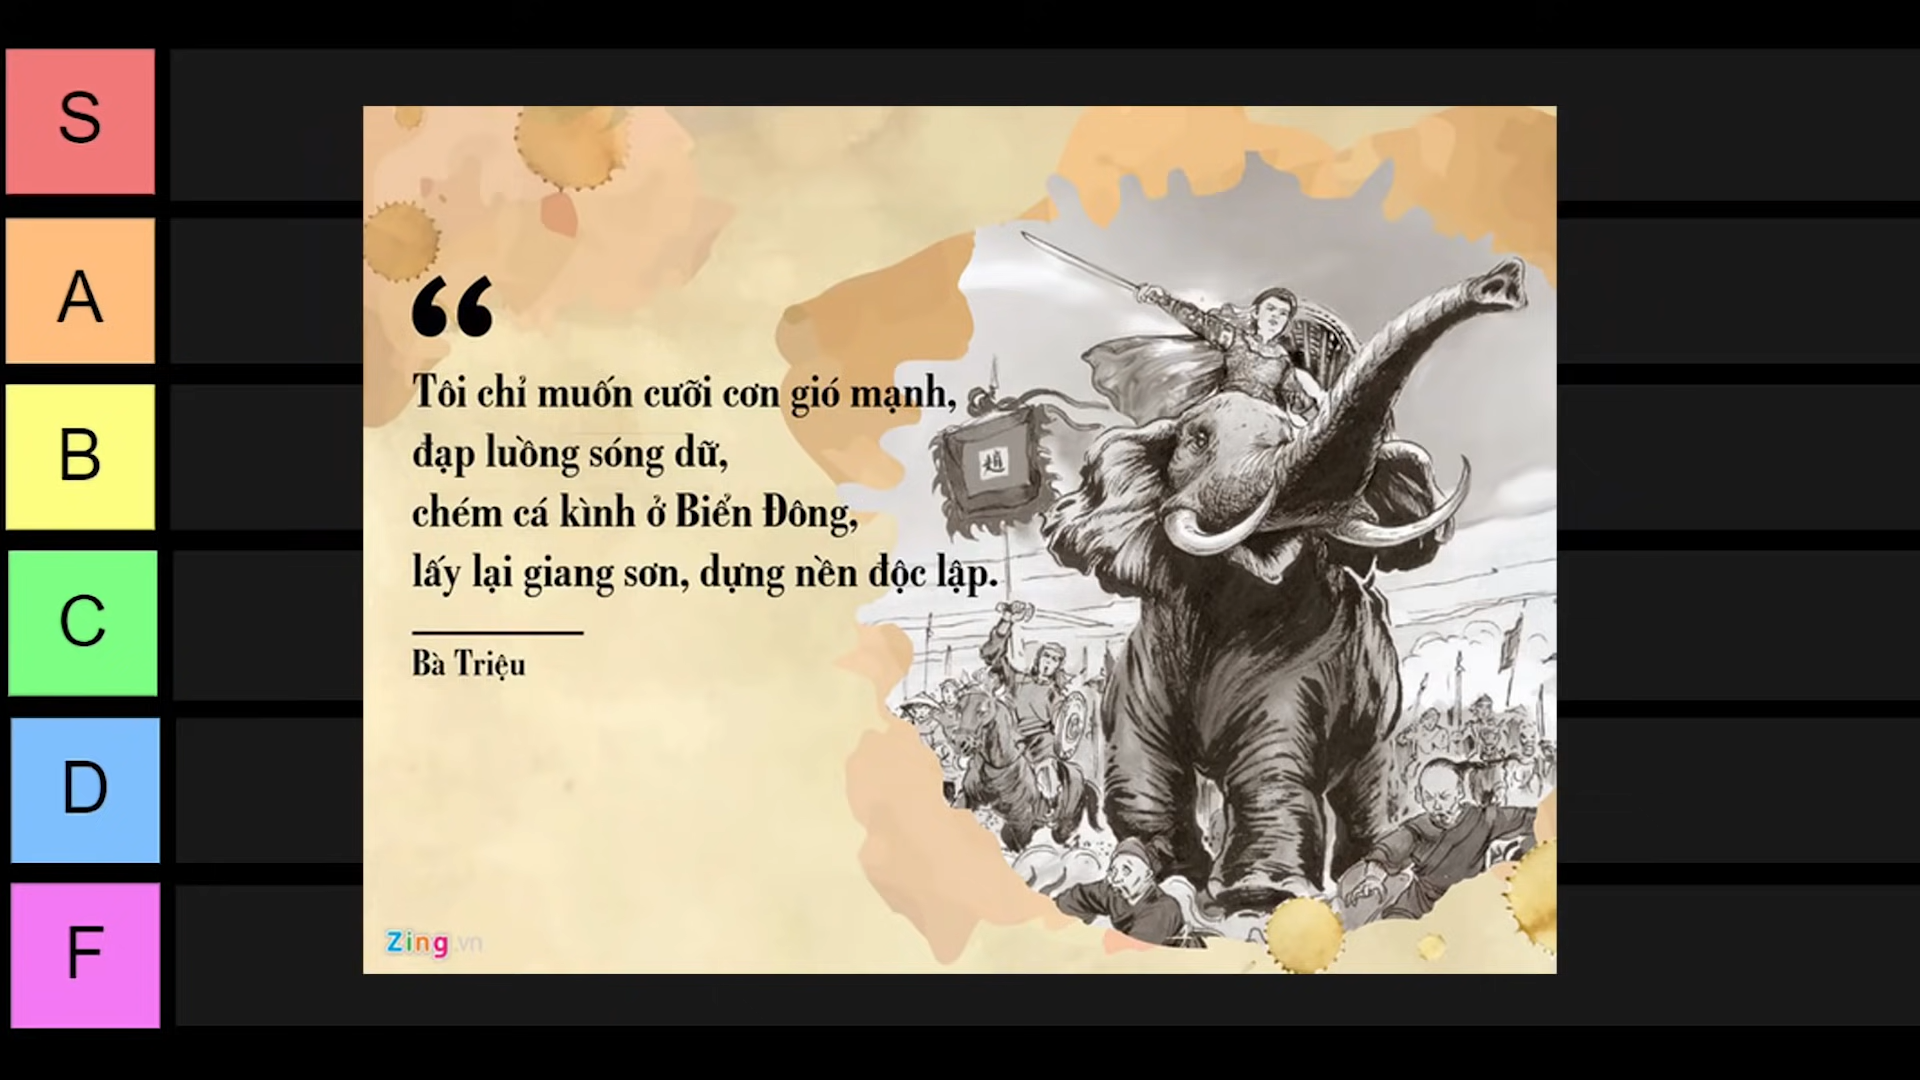 S
A
B
C
D
F
“
Tôi chỉ muốn cưỡi cơn gió mạnh,
đạp luồng sóng dữ,
chém cá kình ở Biển Đông,
lấy lại giang sơn, dựng nền độc lập.
Bà Triệu
趙
Zing.vn